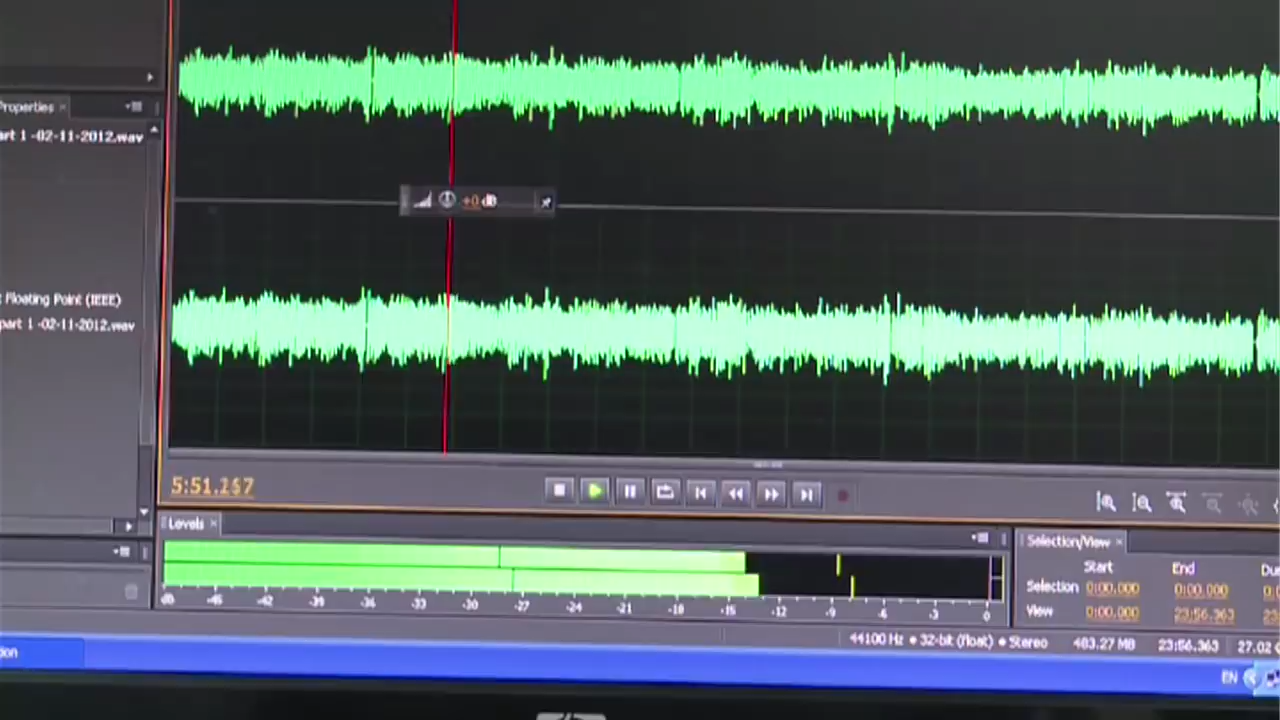 Properties ×
art 1 -02-11-2012.wav
+0 dB
t Floating Point (IEEE)
part 1 -02-11-2012.wav
Levels ×
dB -45 -42 -39 -36 -33 -30 -27 -24 -21 -18 -15 -12 -9 -6 -3 0
Selection/View ×
Start End Du
Selection 0:00.000 0:00.000
View 0:00.000 23:56.363 23
44100 Hz • 32-bit (float) • Stereo 483.27 MB 23:56.363 27.02 G
EN